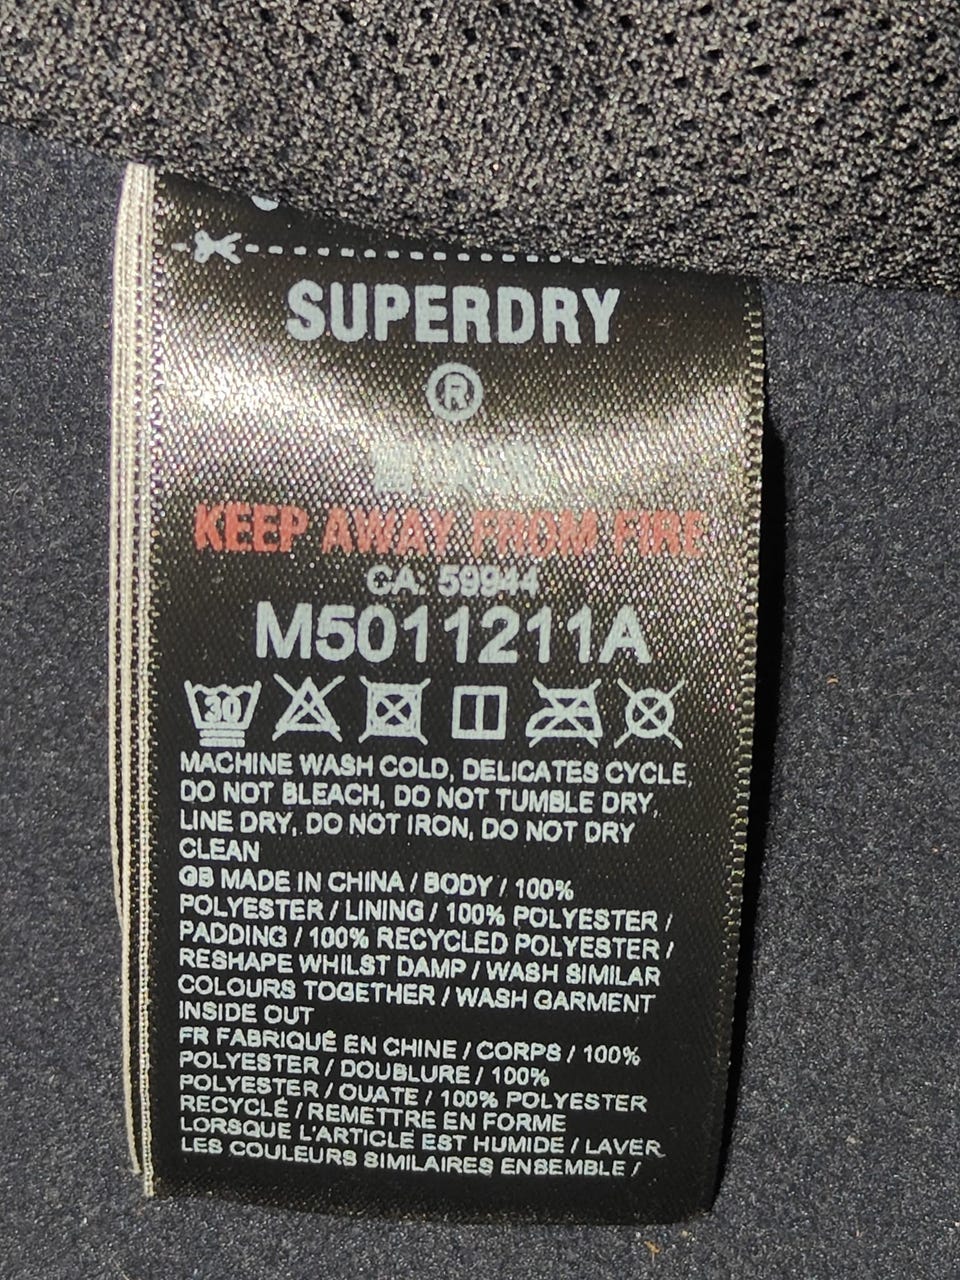 SUPERDRY
®
KEEP AWAY FROM FIRE
CA: 59944
M5011211A
30
MACHINE WASH COLD, DELICATES CYCLE,
DO NOT BLEACH, DO NOT TUMBLE DRY,
LINE DRY, DO NOT IRON, DO NOT DRY
CLEAN
GB MADE IN CHINA / BODY / 100%
POLYESTER / LINING / 100% POLYESTER /
PADDING / 100% RECYCLED POLYESTER /
RESHAPE WHILST DAMP / WASH SIMILAR
COLOURS TOGETHER / WASH GARMENT
INSIDE OUT
FR FABRIQUÉ EN CHINE / CORPS / 100%
POLYESTER / DOUBLURE / 100%
POLYESTER / OUATE / 100% POLYESTER
RECYCLÉ / REMETTRE EN FORME
LORSQUE L'ARTICLE EST HUMIDE / LAVER
LES COULEURS SIMILAIRES ENSEMBLE /